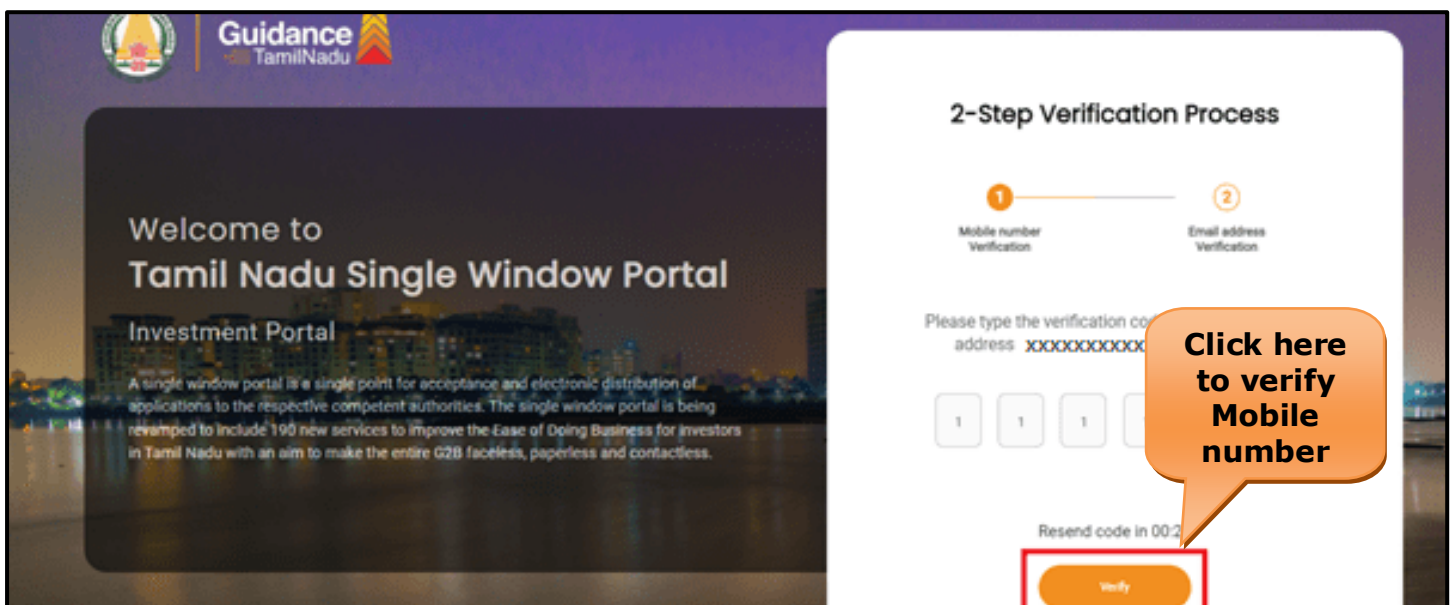 Guidance
TamilNadu
Welcome to
Tamil Nadu Single Window Portal
Investment Portal
A single window portal is a single point for acceptance and electronic distribution of
applications to the respective competent authorities. The single window portal is being
revamped to include 190 new services to improve the Ease of Doing Business for investors
in Tamil Nadu with an aim to make the entire G2B faceless, paperless and contactless.
2-Step Verification Process
1 2
Mobile number Email address
Verification Verification
Please type the verification
address xxxxxxxxxx
1 1 1
Resend code in 00:2
Verify
Click here
to verify
Mobile
number